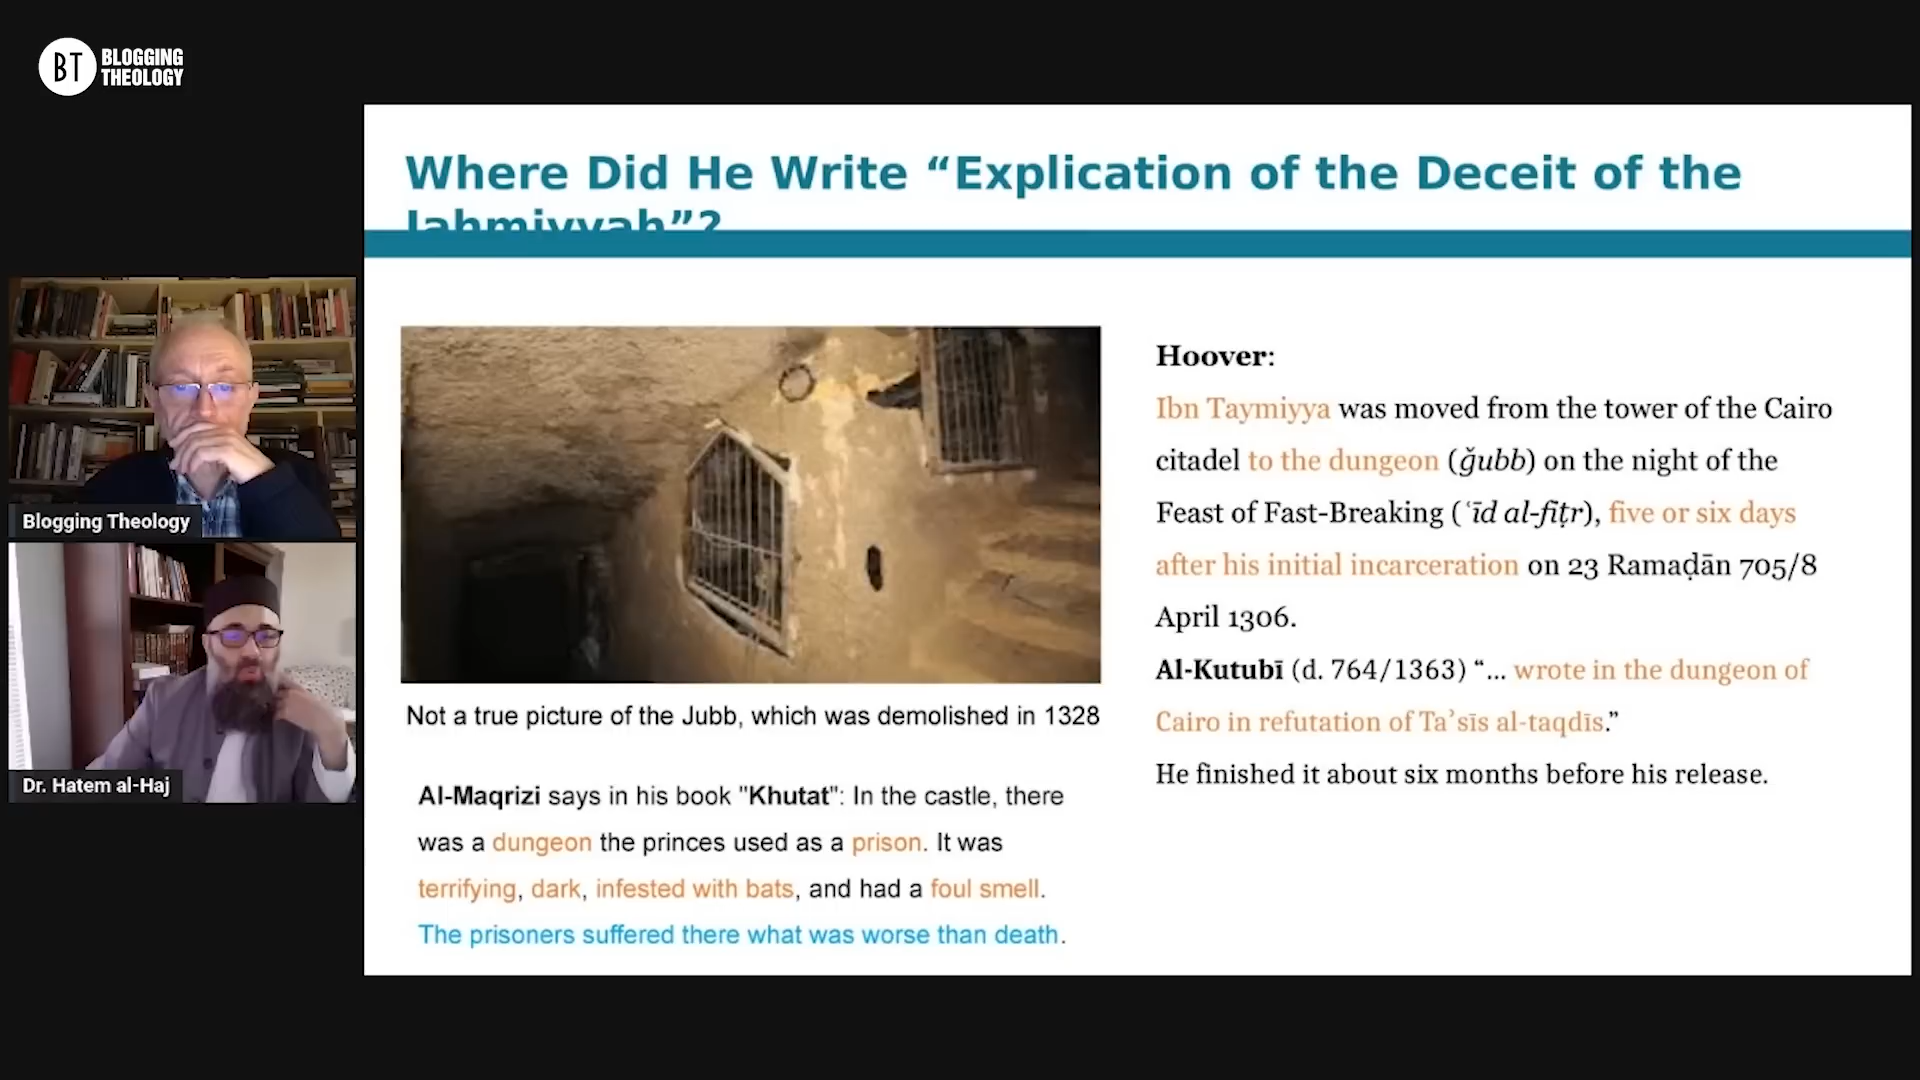 BT BLOGGING
THEOLOGY
Where Did He Write “Explication of the Deceit of the
Jahmiyyah”?
Blogging Theology
Dr. Hatem al-Haj
Not a true picture of the Jubb, which was demolished in 1328
Al-Maqrizi says in his book "Khutat": In the castle, there
was a dungeon the princes used as a prison. It was
terrifying, dark, infested with bats, and had a foul smell.
The prisoners suffered there what was worse than death.
Hoover:
Ibn Taymiyya was moved from the tower of the Cairo
citadel to the dungeon (ǧubb) on the night of the
Feast of Fast-Breaking (ʿīd al-fiṭr), five or six days
after his initial incarceration on 23 Ramaḍān 705/8
April 1306.
Al-Kutubī (d. 764/1363) “... wrote in the dungeon of
Cairo in refutation of Taʾsīs al-taqdīs.”
He finished it about six months before his release.